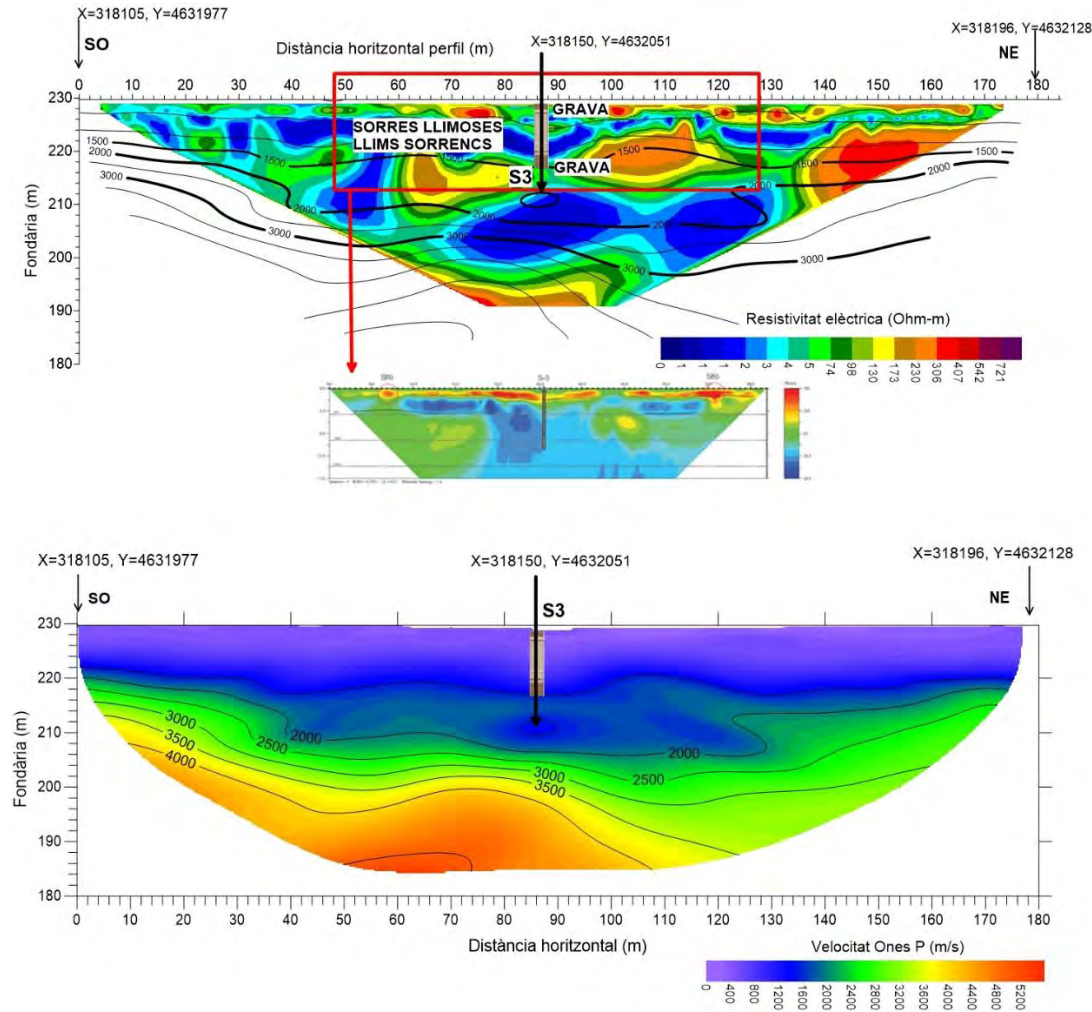 X=318105, Y=4631977
X=318150, Y=4632051
X=318196, Y=4632128
SO
Distància horitzontal perfil (m)
NE
0 10 20 30 40 50 60 70 80 90 100 110 120 130 140 150 160 170 180
230
220
210
200
190
180
Fondària (m)
GRAVA
SORRES LLIMOSES
LLIMS SORRENCS
GRAVA
S3
1500
2000
3000
1500
1500
1500
1500
1500
2000
2000
2000
2000
2000
3000
3000
3000
3000
Resistivitat elèctrica (Ohm-m)
0 1 1 1 2 3 4 5 74 98 130 173 230 306 407 542 721
S-3
X=318105, Y=4631977
X=318150, Y=4632051
X=318196, Y=4632128
SO
S3
NE
230
220
210
200
190
180
Fondària (m)
3000
3500
4000
2500
2000
2000
2500
3000
3500
0 10 20 30 40 50 60 70 80 90 100 110 120 130 140 150 160 170 180
Distància horitzontal (m)
Velocitat Ones P (m/s)
0 400 800 1200 1600 2000 2400 2800 3200 3600 4000 4400 4800 5200